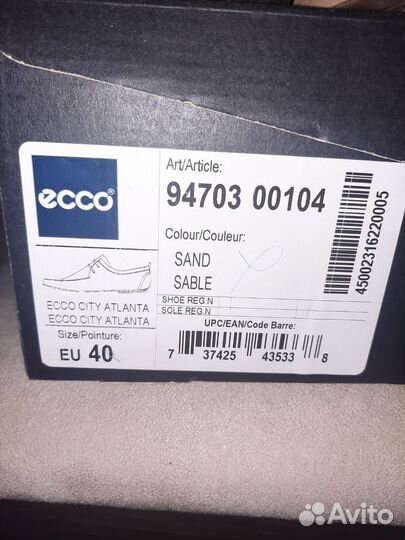 ecco®
Art/Article:
94703 00104
Colour/Couleur:
SAND
SABLE
ECCO CITY ATLANTA
ECCO CITY ATLANTA
SHOE REG.N
SOLE REG.N
Size/Pointure:
EU 40
UPC/EAN/Code Barre:
7 37425 43533 8
45002316220005
Avito